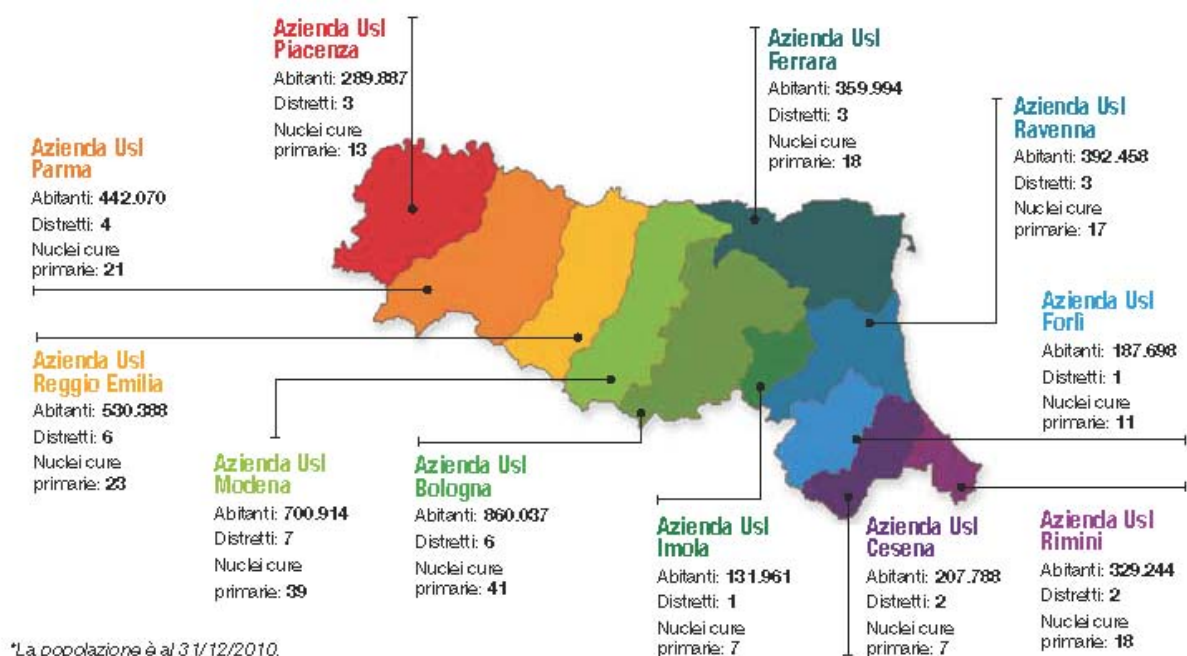 Azienda Usl
Piacenza
Abitanti: 289.887
Distretti: 3
Nuclei cure
primarie: 13
Azienda Usl
Ferrara
Abitanti: 359.994
Distretti: 3
Nuclei cure
primarie: 18
Azienda Usl
Ravenna
Abitanti: 392.458
Distretti: 3
Nuclei cure
primarie: 17
Azienda Usl
Parma
Abitanti: 442.070
Distretti: 4
Nuclei cure
primarie: 21
Azienda Usl
Forlì
Abitanti: 187.698
Distretti: 1
Nuclei cure
primarie: 11
Azienda Usl
Reggio Emilia
Abitanti: 530.388
Distretti: 6
Nuclei cure
primarie: 23
Azienda Usl
Modena
Abitanti: 700.914
Distretti: 7
Nuclei cure
primarie: 39
Azienda Usl
Bologna
Abitanti: 860.037
Distretti: 6
Nuclei cure
primarie: 41
Azienda Usl
Imola
Abitanti: 131.961
Distretti: 1
Nuclei cure
primarie: 7
Azienda Usl
Cesena
Abitanti: 207.788
Distretti: 2
Nuclei cure
primarie: 7
Azienda Usl
Rimini
Abitanti: 329.244
Distretti: 2
Nuclei cure
primarie: 18
*La popolazione è al 31/12/2010.